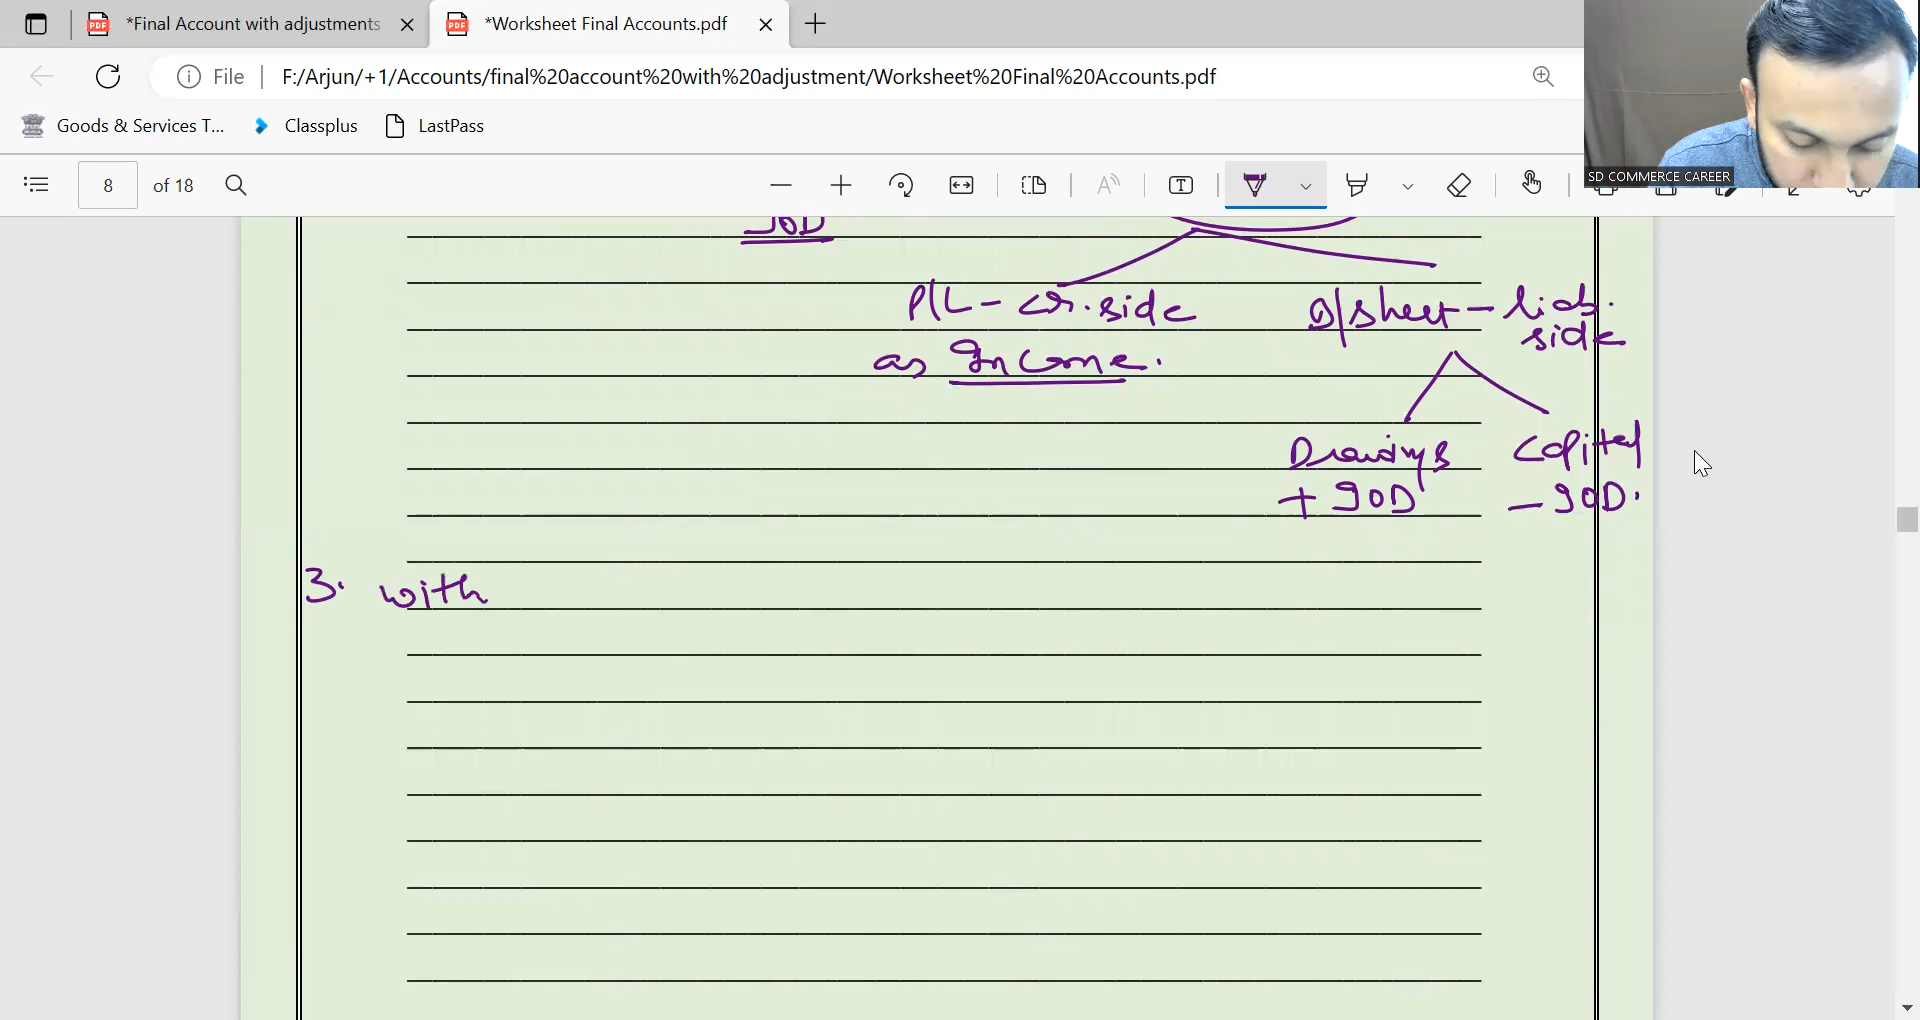 *Final Account with adjustments
*Worksheet Final Accounts.pdf
File
F:/Arjun/+1/Accounts/final%20account%20with%20adjustment/Worksheet%20Final%20Accounts.pdf
Goods & Services T...
Classplus
LastPass
8 of 18
SD COMMERCE CAREER
IOD
P/L - cr. side
as Income.
B/sheet - liab.
side
Drawings
+ IOD
Capital
- IOD.
3. with